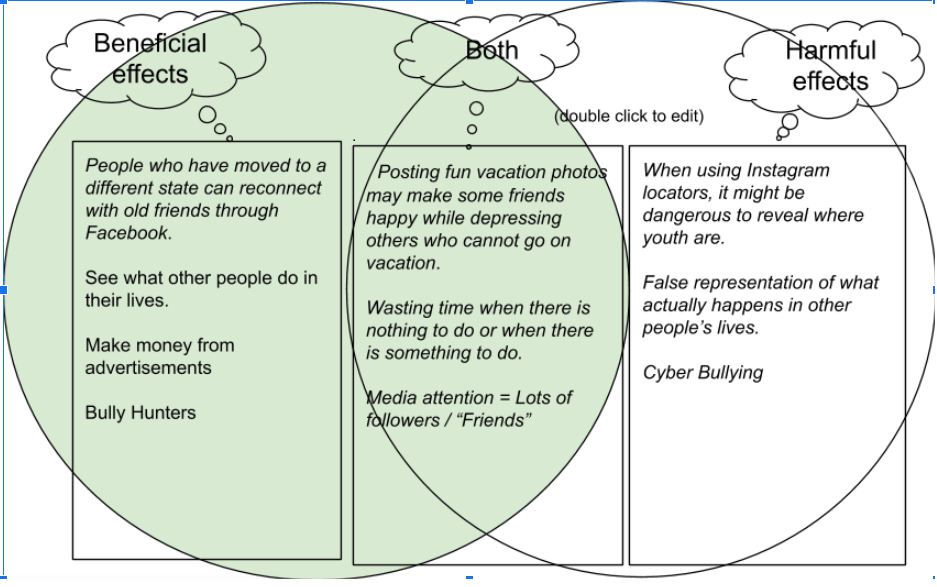 Beneficial
effects
Both
Harmful
effects
(double click to edit)
People who have moved to a
different state can reconnect
with old friends through
Facebook.
See what other people do in
their lives.
Make money from
advertisements
Bully Hunters
Posting fun vacation photos
may make some friends
happy while depressing
others who cannot go on
vacation.
Wasting time when there is
nothing to do or when there
is something to do.
Media attention = Lots of
followers / “Friends”
When using Instagram
locators, it might be
dangerous to reveal where
youth are.
False representation of what
actually happens in other
people’s lives.
Cyber Bullying